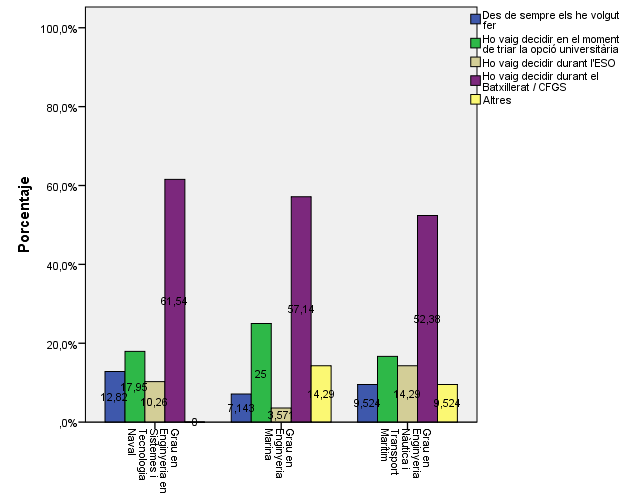 Porcentaje
100,0%
80,0%
60,0%
40,0%
20,0%
,0%
12,82
17,95
10,26
61,54
0
7,143
25
3,571
57,14
14,29
9,524
14,29
52,38
9,524
Grau en
Enginyeria en
Sistemes i
Tecnologia
Naval
Grau en
Enginyeria
Marina
Grau en
Enginyeria
Nàutica i
Transport
Marítim
Des de sempre els he volgut
fer
Ho vaig decidir en el moment
de triar la opció universitària
Ho vaig decidir durant l'ESO
Ho vaig decidir durant el
Batxillerat / CFGS
Altres